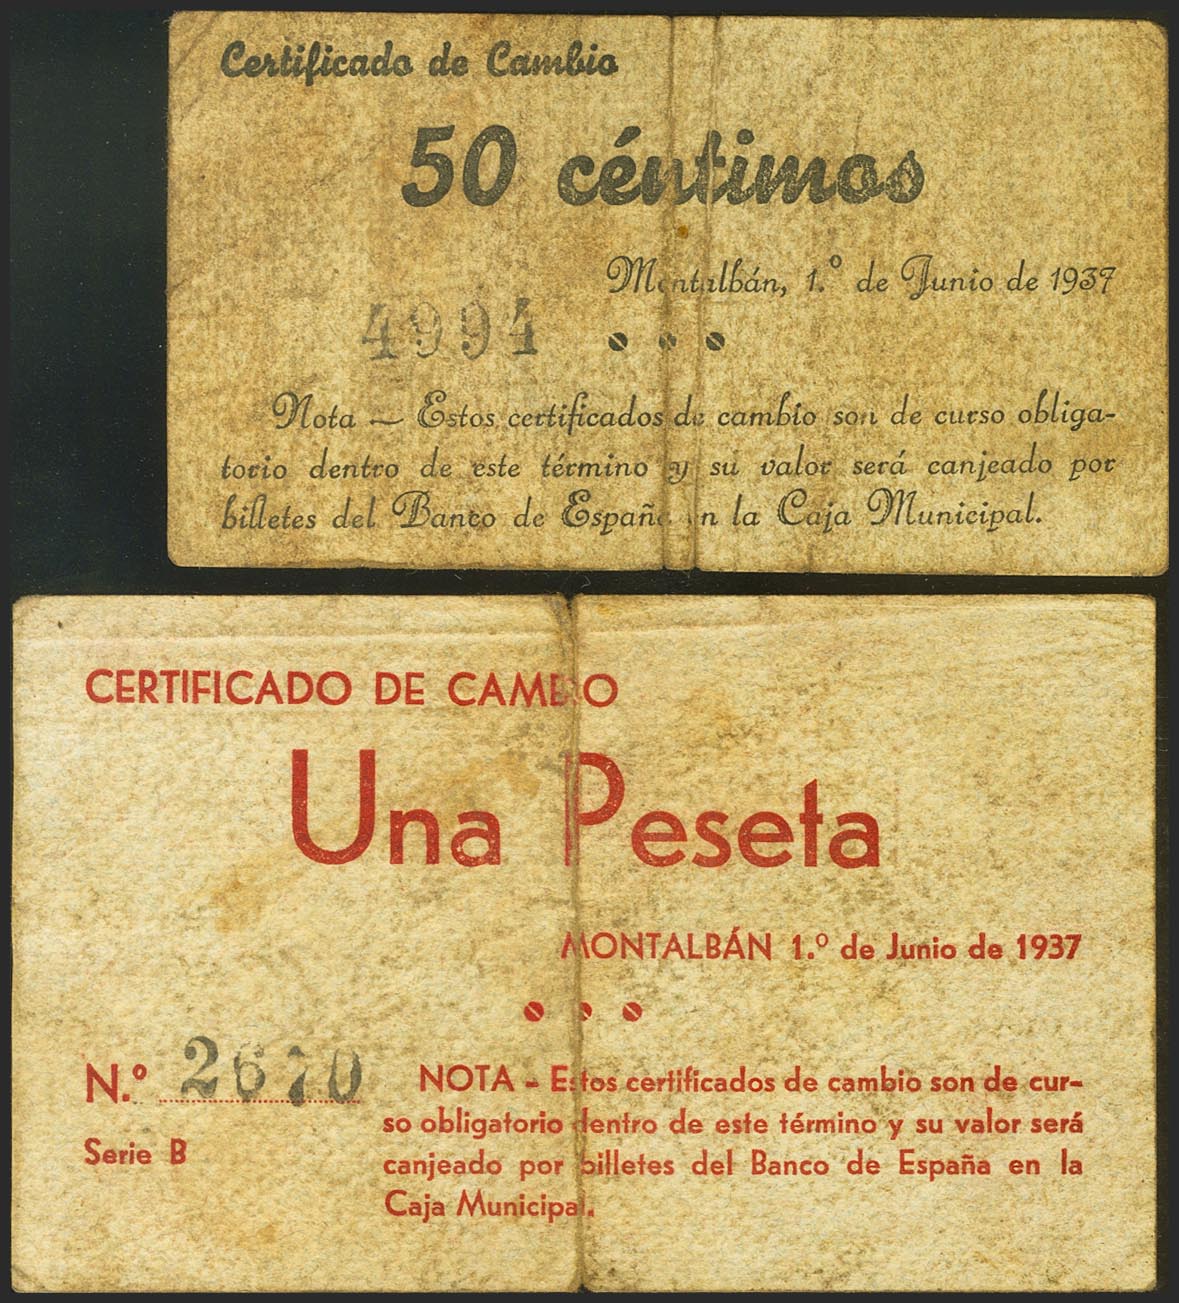 Certificado de Cambio
50 céntimos
Montalbán, 1.º de Junio de 1937
4994
Nota — Estos certificados de cambio son de curso obliga-
torio dentro de este término y su valor será canjeado por
billetes del Banco de España en la Caja Municipal.
CERTIFICADO DE CAMBIO
Una Peseta
MONTALBÁN 1.º de Junio de 1937
N.º 2670
Serie B
NOTA - Estos certificados de cambio son de cur-
so obligatorio dentro de este término y su valor será
canjeado por billetes del Banco de España en la
Caja Municipal.